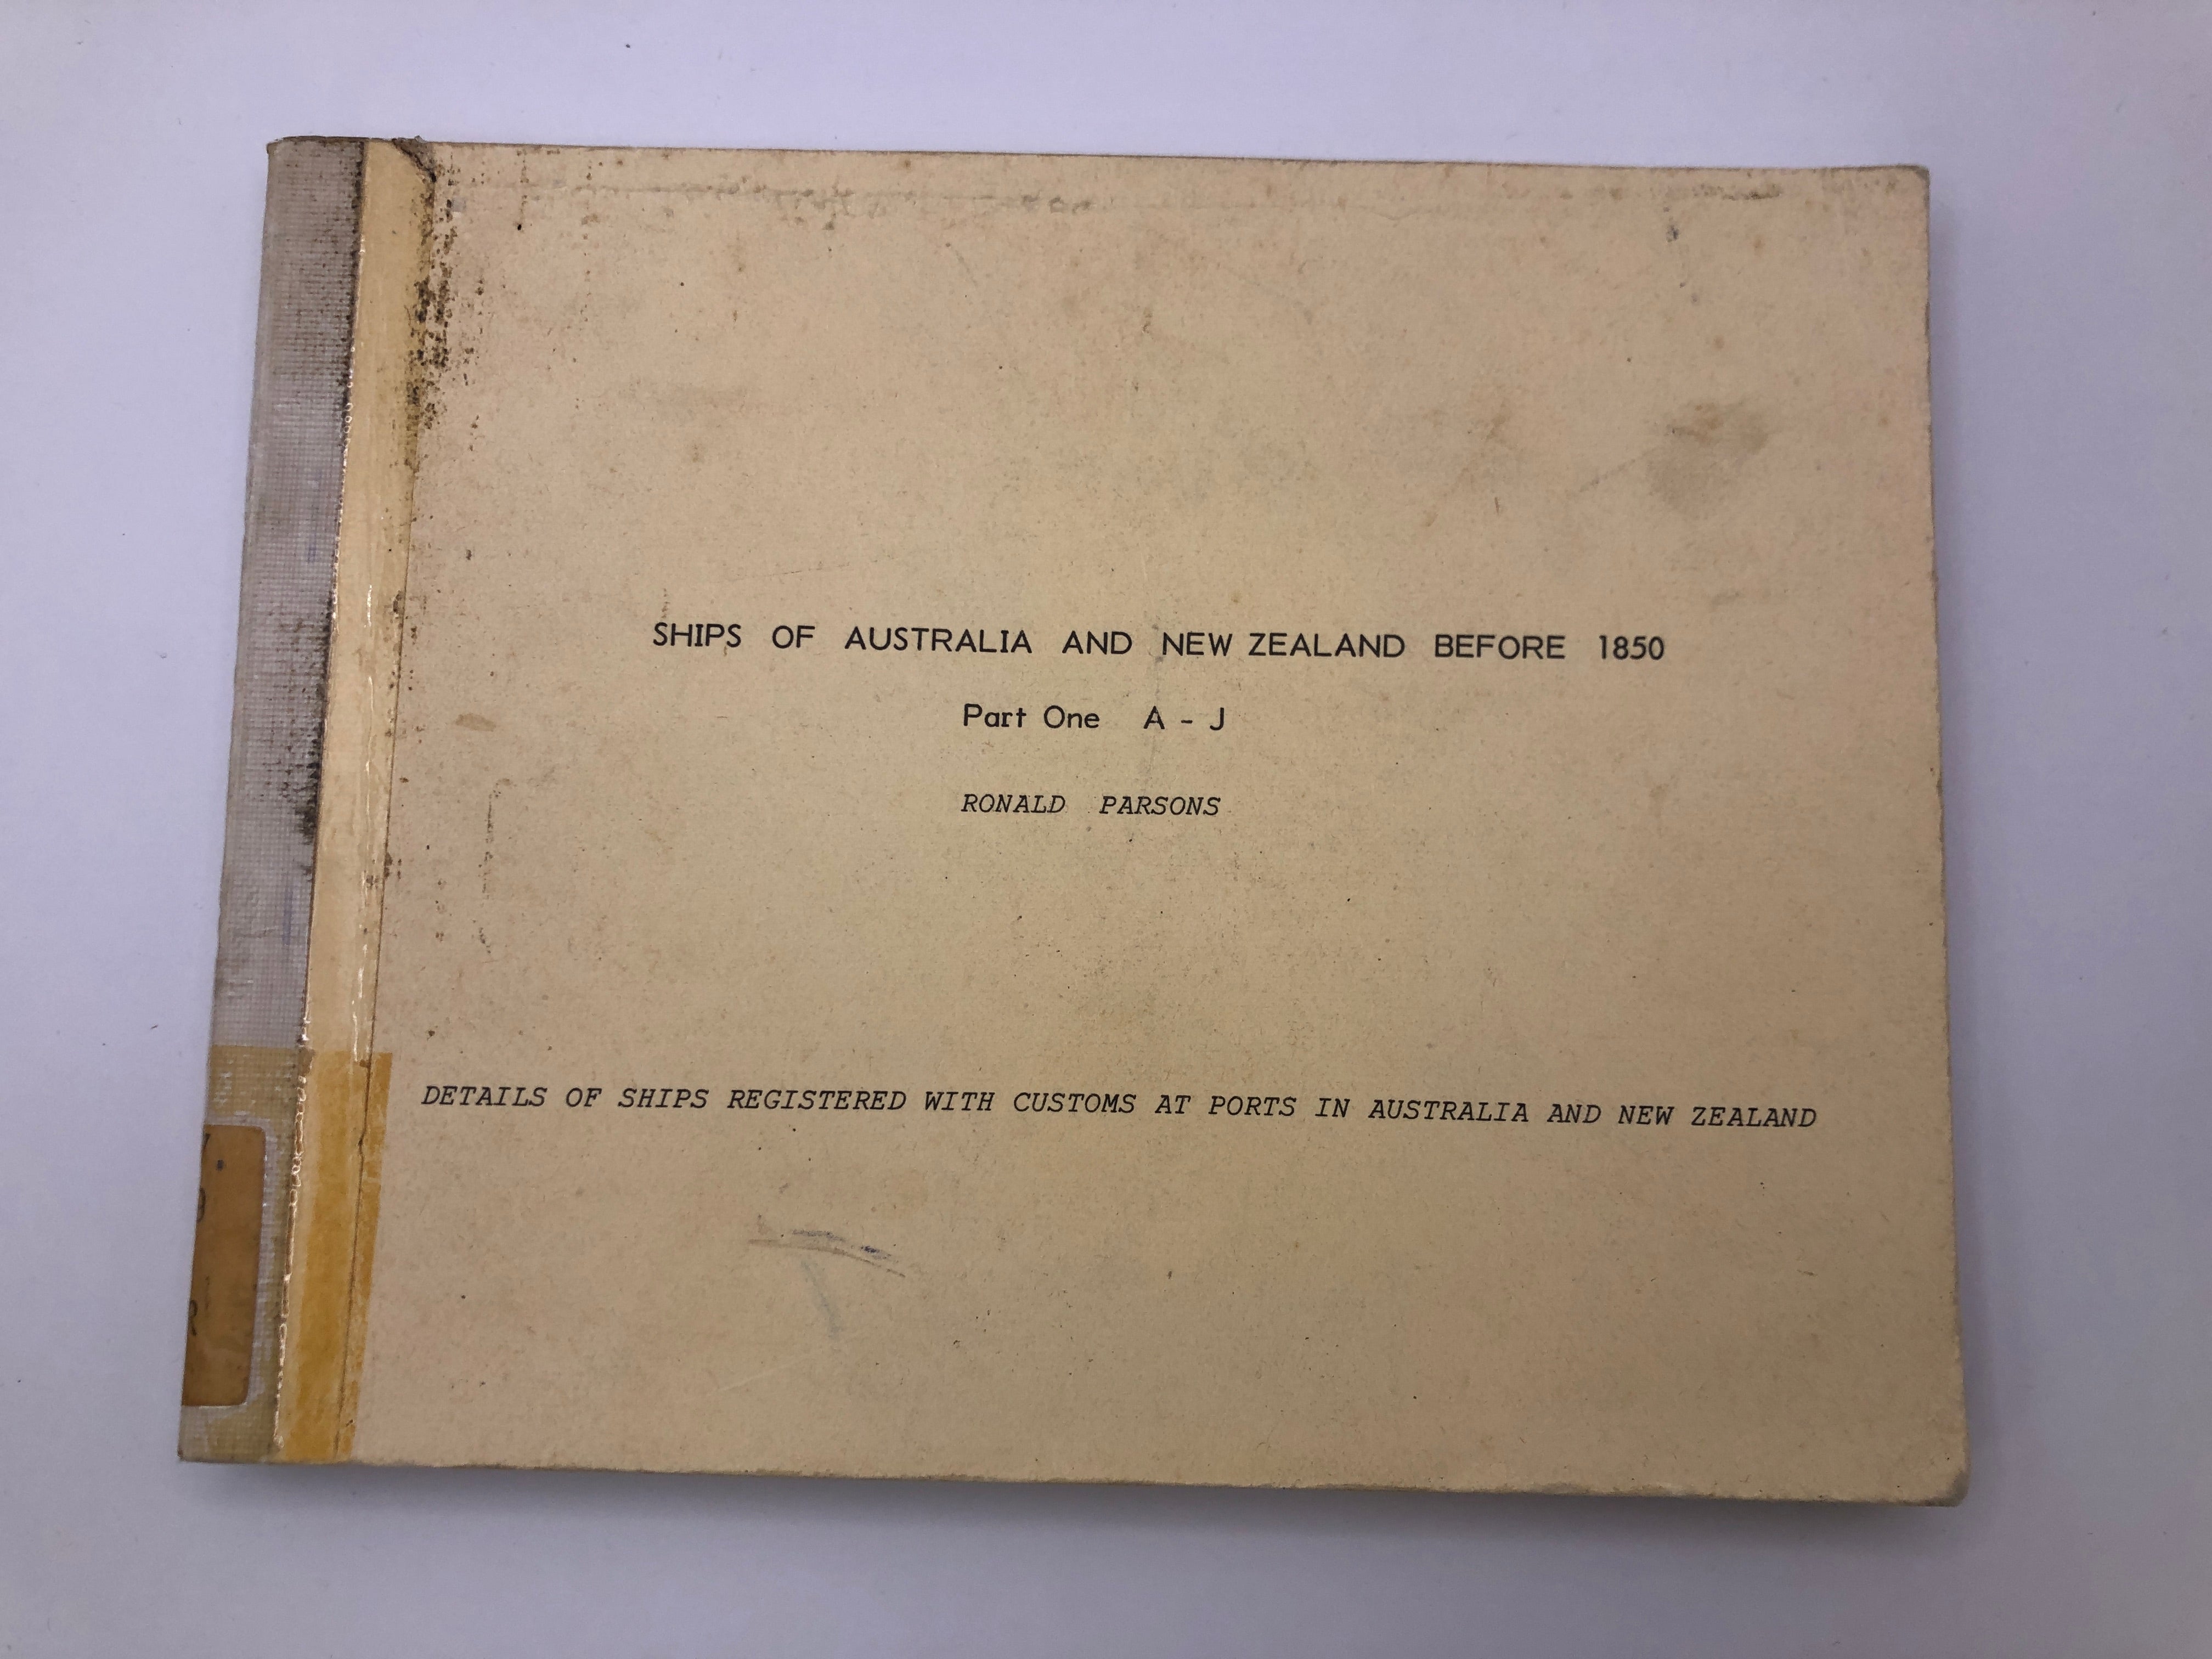 SHIPS OF AUSTRALIA AND NEW ZEALAND BEFORE 1850
Part One A - J
RONALD PARSONS
DETAILS OF SHIPS REGISTERED WITH CUSTOMS AT PORTS IN AUSTRALIA AND NEW ZEALAND